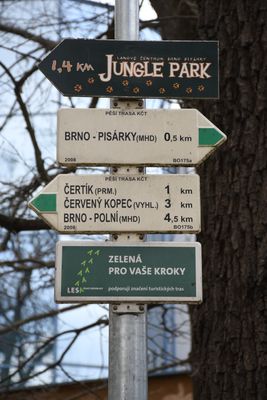 LANOVÉ CENTRUM BRNO PISÁRKY
1,4 KM JUNGLE PARK
PĚŠÍ TRASA KČT
BRNO - PISÁRKY(MHD) 0,5 km
2008 BO175a
PĚŠÍ TRASA KČT
ČERTÍK (PRM.) 1 km
ČERVENÝ KOPEC (VYHL.) 3 km
BRNO - POLNÍ(MHD) 4,5 km
2008 BO175b
ZELENÁ
PRO VAŠE KROKY
LES
podporují značení turistických tras